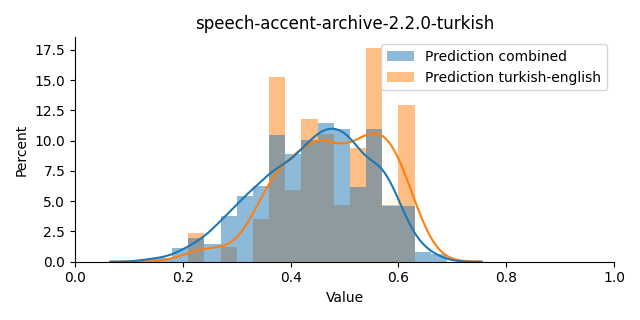 speech-accent-archive-2.2.0-turkish
Prediction combined
Prediction turkish-english
Percent
17.5
15.0
12.5
10.0
7.5
5.0
2.5
0.0
0.0 0.2 0.4 0.6 0.8 1.0
Value